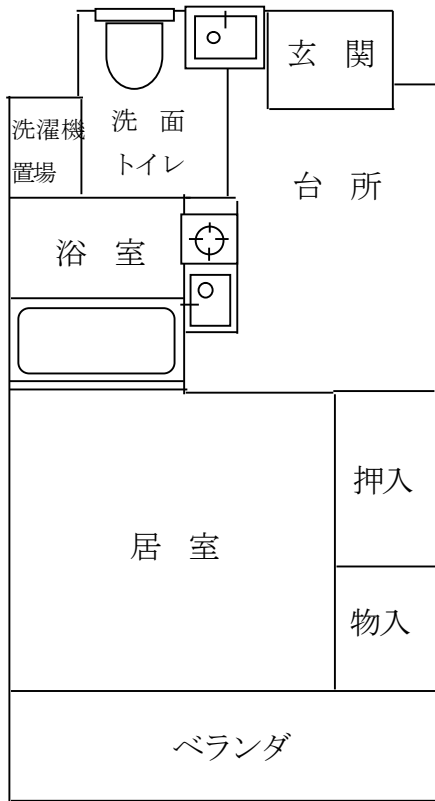 玄 関
洗 面
トイレ
洗濯機
置場
台 所
浴 室
押入
居 室
物入
ベランダ